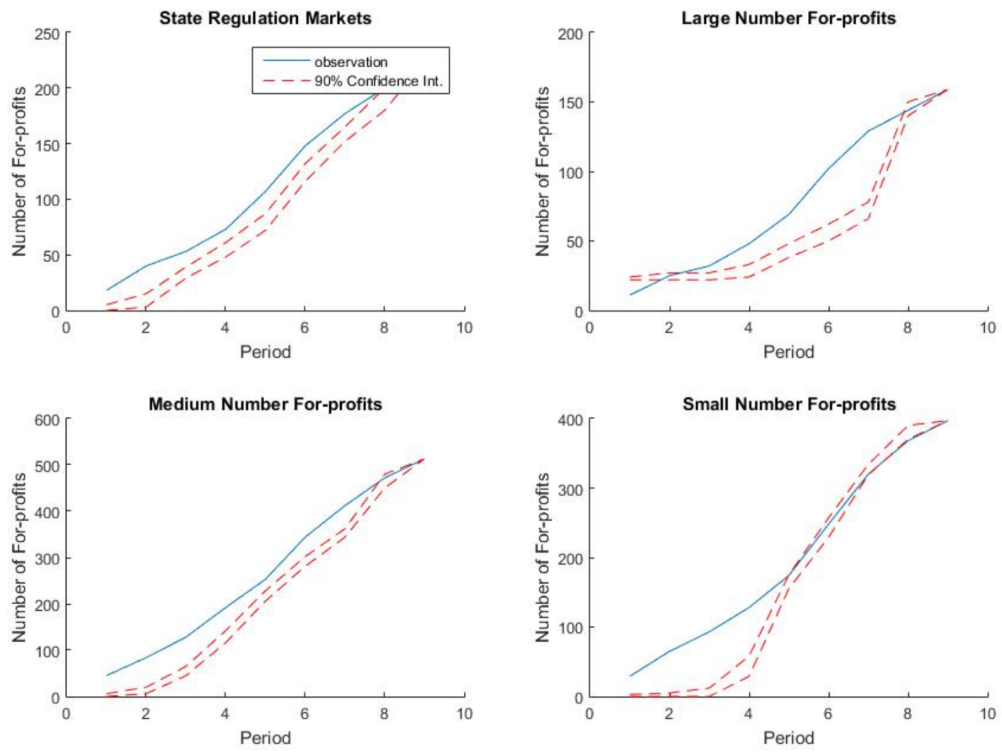 State Regulation Markets
250
200
150
100
50
0
Number of For-profits
observation
90% Confidence Int.
0 2 4 6 8 10
Period
Large Number For-profits
200
150
100
50
0
Number of For-profits
0 2 4 6 8 10
Period
Medium Number For-profits
600
500
400
300
200
100
0
Number of For-profits
0 2 4 6 8 10
Period
Small Number For-profits
400
300
200
100
0
Number of For-profits
0 2 4 6 8 10
Period